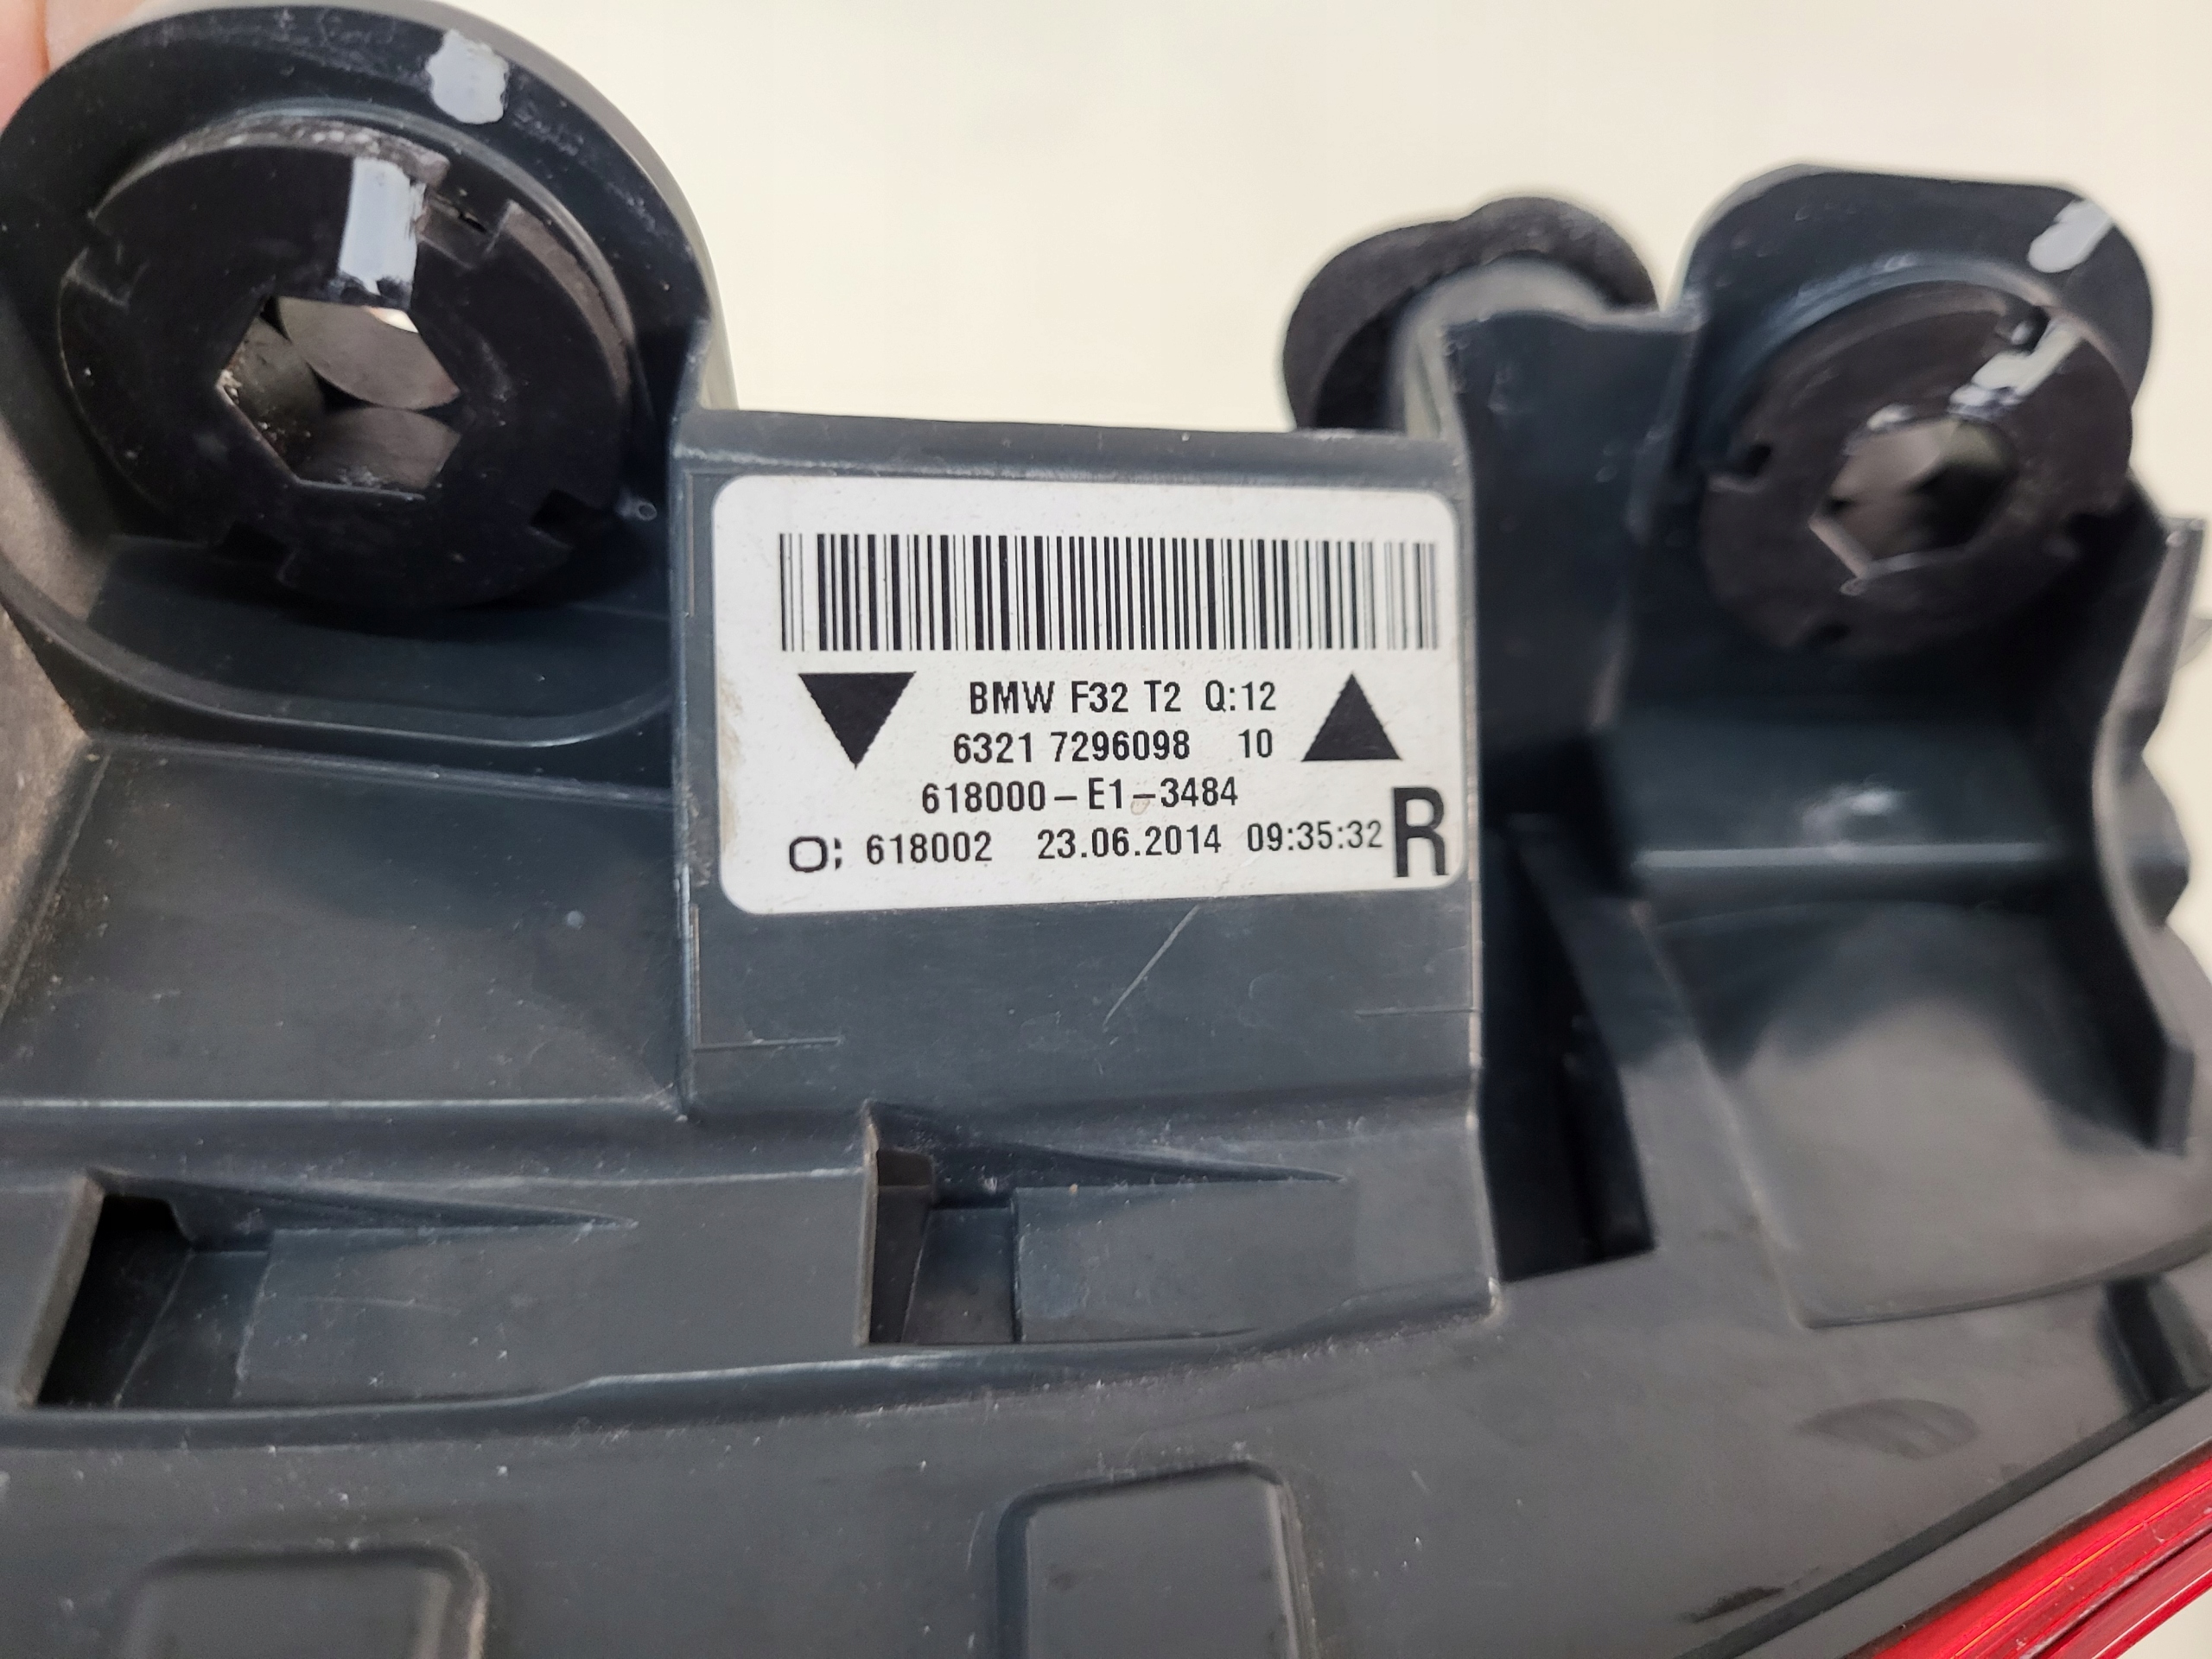 BMW F32 T2 Q:12
6321 7296098 10
618000-E1-3484
O: 618002 23.06.2014 09:35:32 R